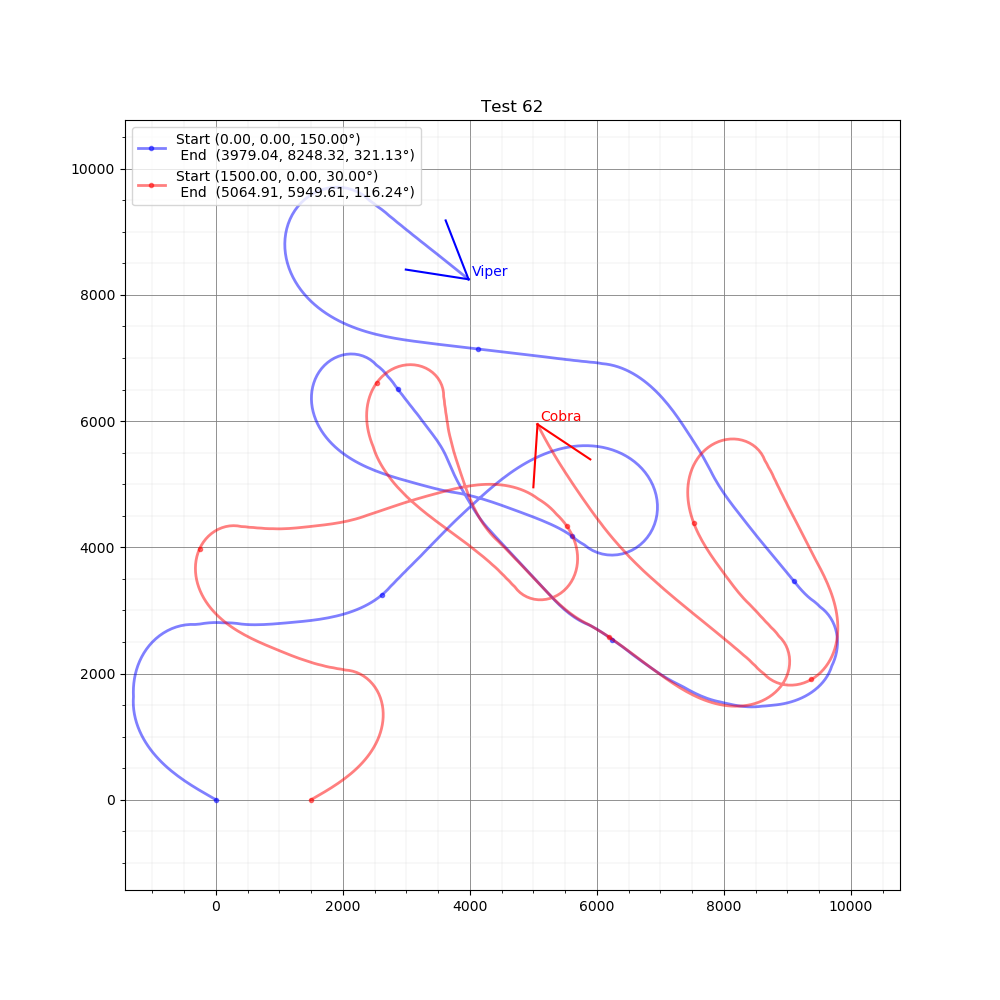 Test 62
Start (0.00, 0.00, 150.00°)
End (3979.04, 8248.32, 321.13°)
Start (1500.00, 0.00, 30.00°)
End (5064.91, 5949.61, 116.24°)
10000
8000
6000
4000
2000
0
Viper
Cobra
0
2000
4000
6000
8000
10000